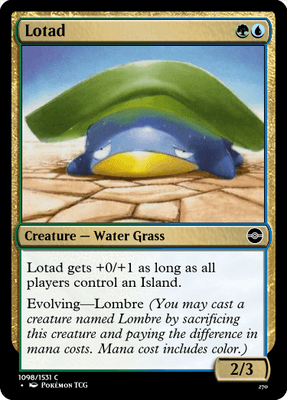 Lotad
Creature — Water Grass
Lotad gets +0/+1 as long as all
players control an Island.
Evolving—Lombre (You may cast a
creature named Lombre by sacrificing
this creature and paying the difference in
mana costs. Mana cost includes color.)
2/3
1098/1531 C
• Pokémon TCG
270